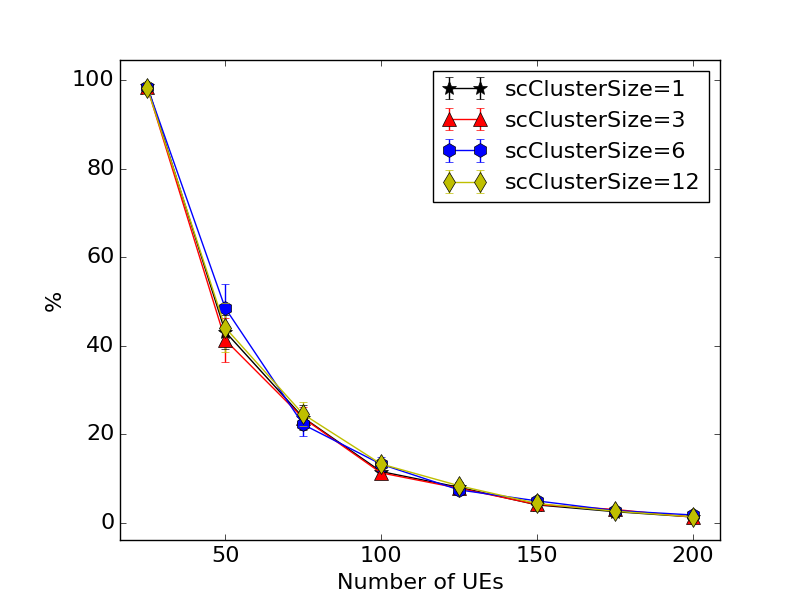 100
80
60
40
20
0
%
50
100
150
200
Number of UEs
scClusterSize=1
scClusterSize=3
scClusterSize=6
scClusterSize=12